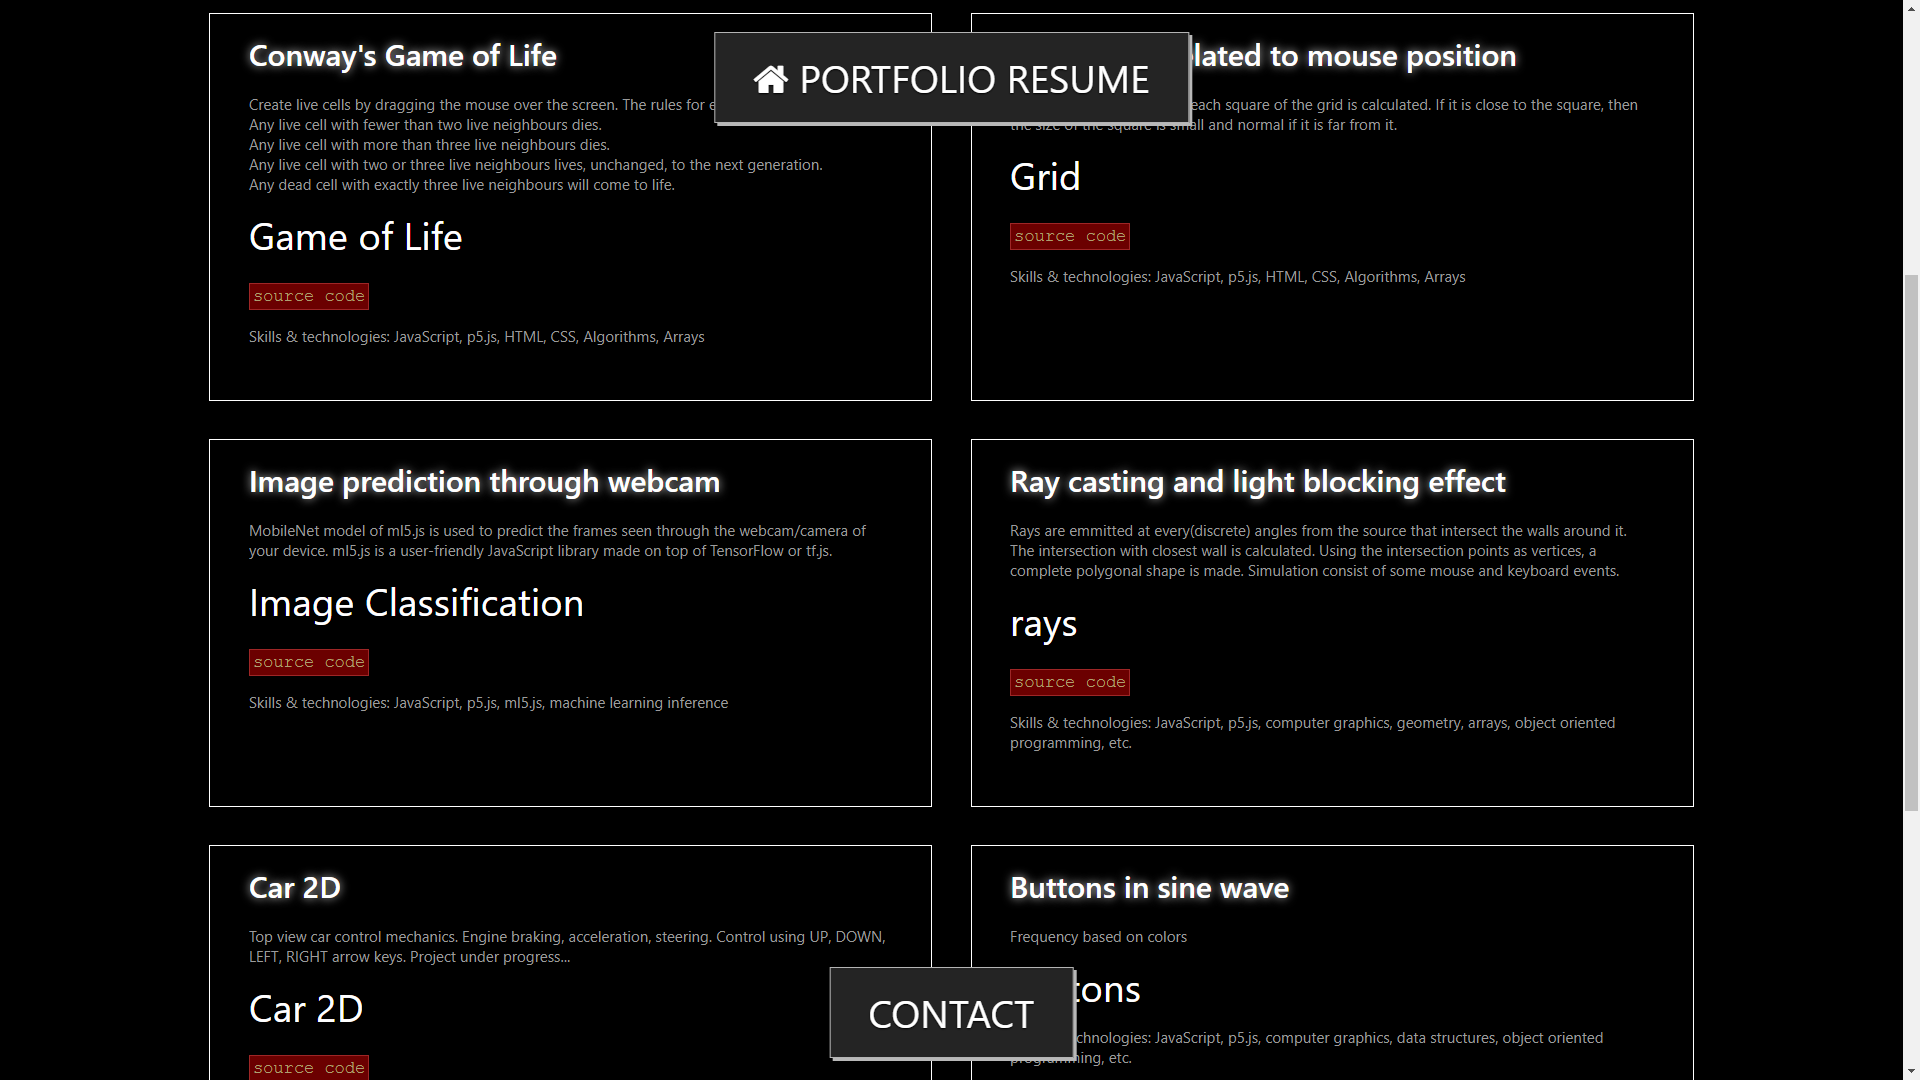 PORTFOLIO RESUME
Conway's Game of Life
Create live cells by dragging the mouse over the screen. The rules for
Any live cell with fewer than two live neighbours dies.
Any live cell with more than three live neighbours dies.
Any live cell with two or three live neighbours lives, unchanged, to the next generation.
Any dead cell with exactly three live neighbours will come to life.
Game of Life
source code
Skills & technologies: JavaScript, p5.js, HTML, CSS, Algorithms, Arrays
to mouse position
each square of the grid is calculated. If it is close to the square, then
the size of the square is small and normal if it is far from it.
Grid
source code
Skills & technologies: JavaScript, p5.js, HTML, CSS, Algorithms, Arrays
Image prediction through webcam
MobileNet model of ml5.js is used to predict the frames seen through the webcam/camera of
your device. ml5.js is a user-friendly JavaScript library made on top of TensorFlow or tf.js.
Image Classification
source code
Skills & technologies: JavaScript, p5.js, ml5.js, machine learning inference
Ray casting and light blocking effect
Rays are emmitted at every(discrete) angles from the source that intersect the walls around it.
The intersection with closest wall is calculated. Using the intersection points as vertices, a
complete polygonal shape is made. Simulation consist of some mouse and keyboard events.
rays
source code
Skills & technologies: JavaScript, p5.js, computer graphics, geometry, arrays, object oriented
programming, etc.
Car 2D
Top view car control mechanics. Engine braking, acceleration, steering. Control using UP, DOWN,
LEFT, RIGHT arrow keys. Project under progress...
Car 2D
source code
Buttons in sine wave
Frequency based on colors
JavaScript, p5.js, computer graphics, data structures, object oriented
programming, etc.
CONTACT